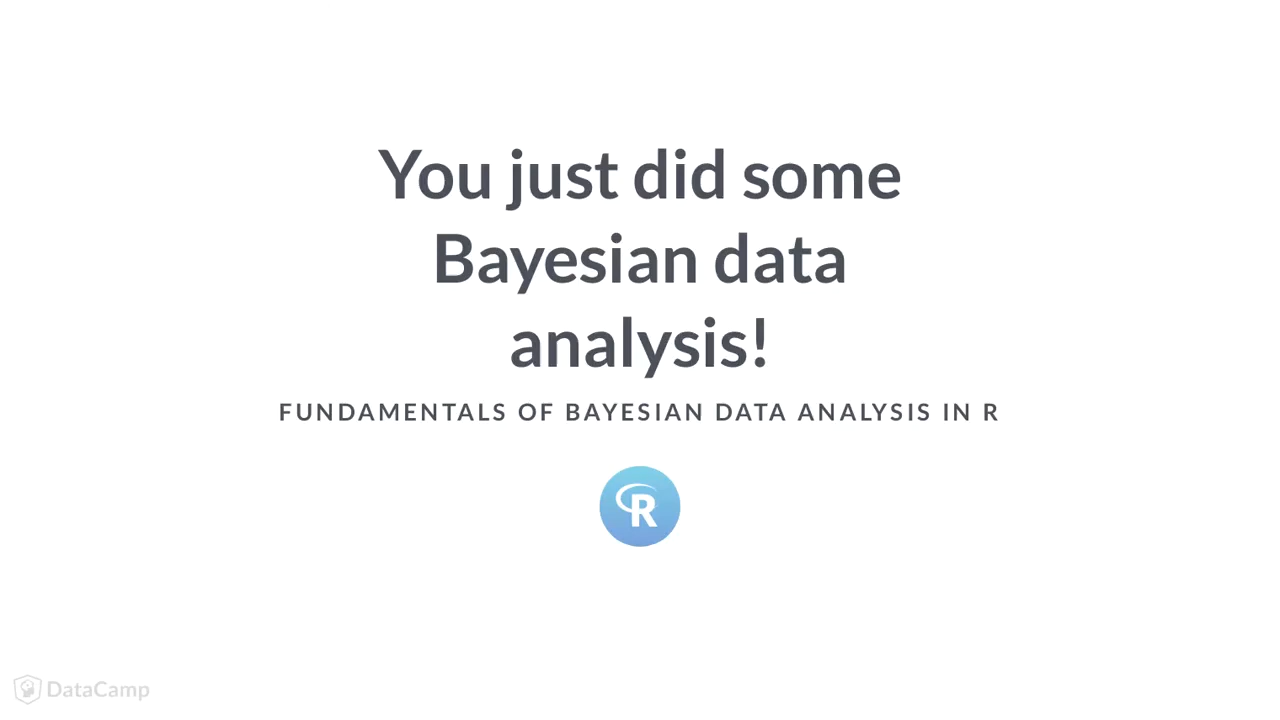 You just did some
Bayesian data
analysis!
FUNDAMENTALS OF BAYESIAN DATA ANALYSIS IN R
R
DataCamp